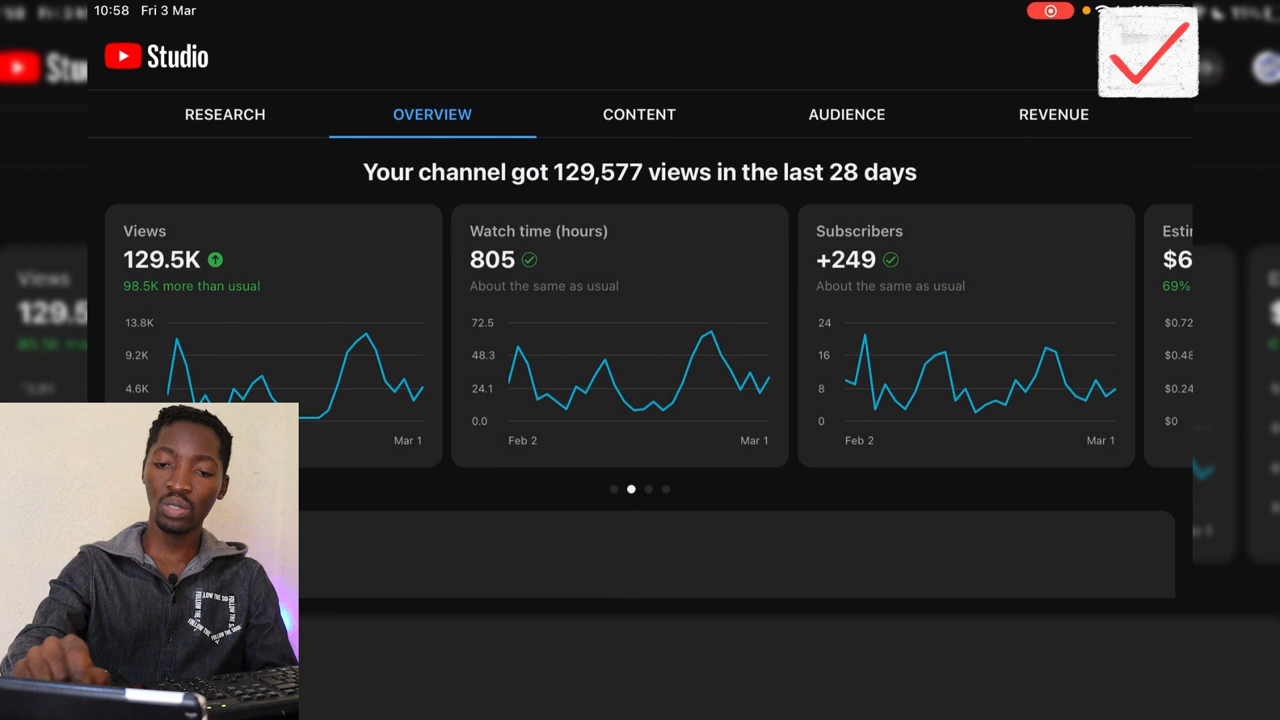 10:58 Fri 3 Mar
Studio
RESEARCH OVERVIEW CONTENT AUDIENCE REVENUE
Your channel got 129,577 views in the last 28 days
Views
129.5K
98.5K more than usual
13.8K
9.2K
4.6K
Mar 1
Watch time (hours)
805
About the same as usual
72.5
48.3
24.1
0.0
Feb 2 Mar 1
Subscribers
+249
About the same as usual
24
16
8
0
Feb 2 Mar 1
Esti
$6
69%
$0.72
$0.48
$0.24
$0